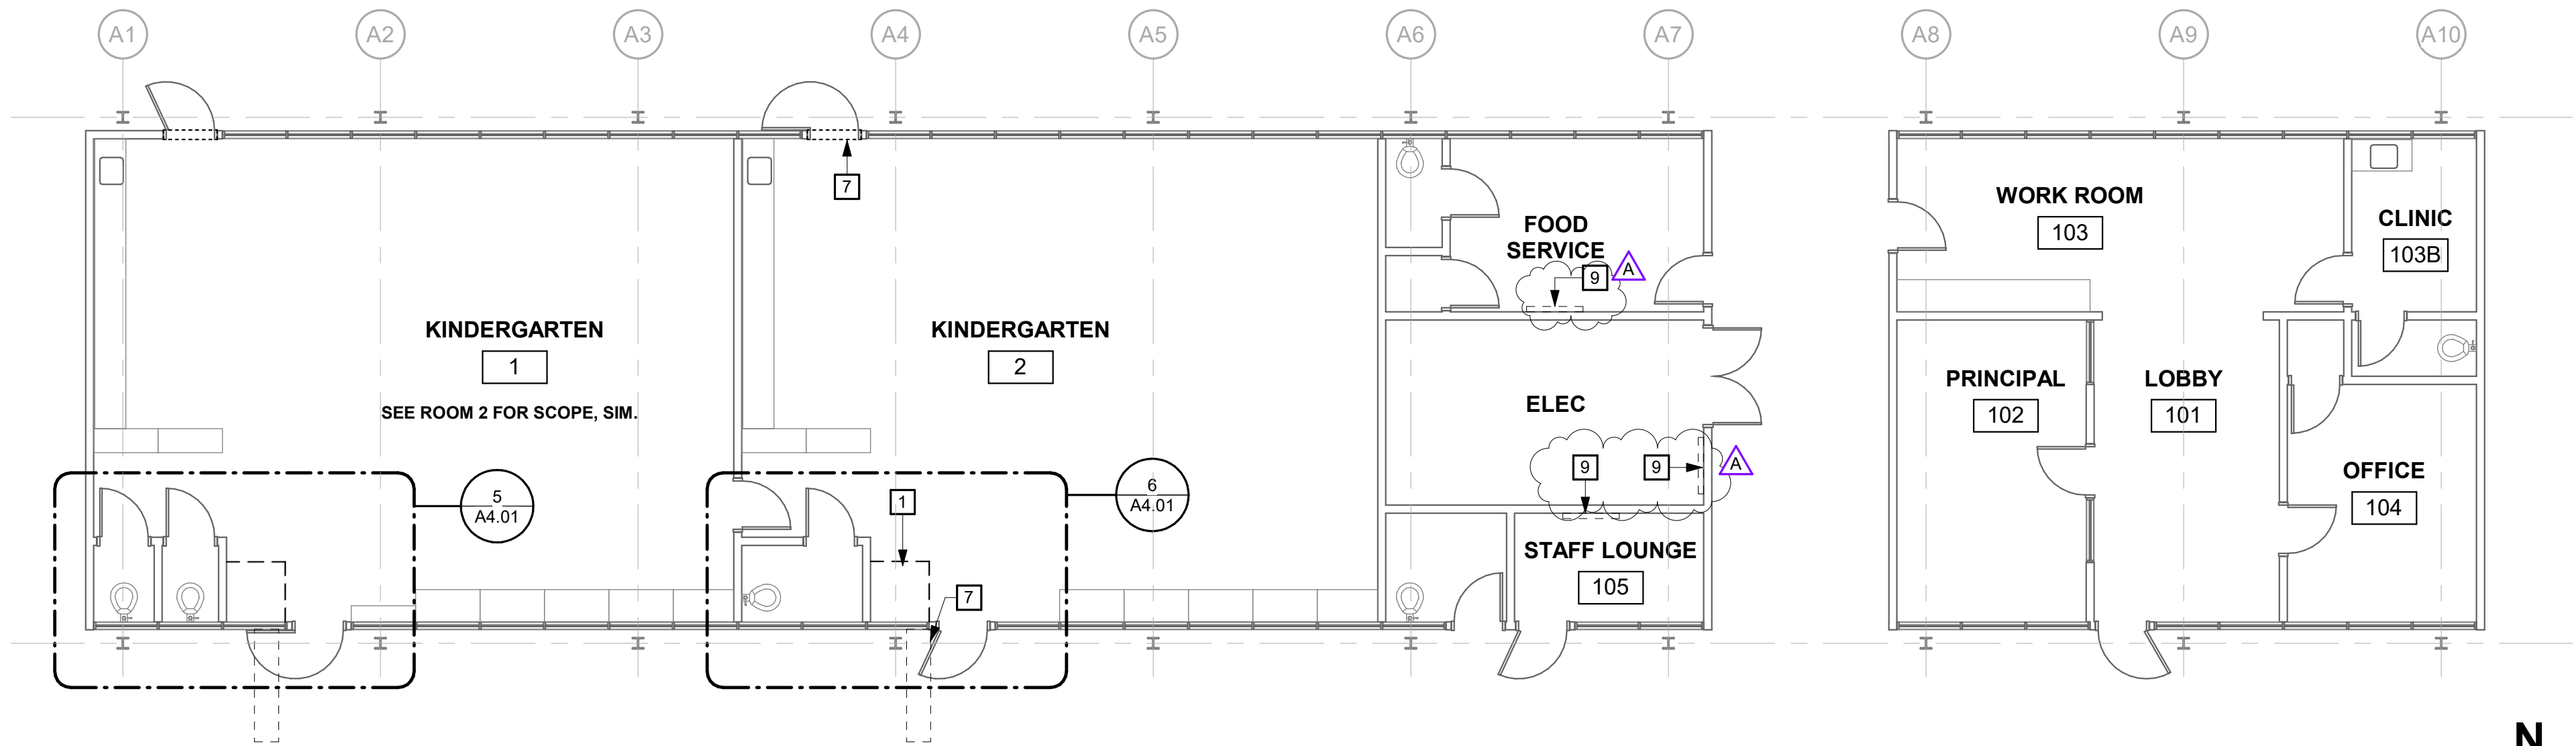 A1
A2
A3
A4
A5
A6
A7
A8
A9
A10
7
WORK ROOM
103
CLINIC
103B
FOOD
SERVICE
9
A
KINDERGARTEN
1
SEE ROOM 2 FOR SCOPE, SIM.
KINDERGARTEN
2
PRINCIPAL
102
LOBBY
101
ELEC
9
9
A
OFFICE
104
5
A4.01
6
A4.01
1
STAFF LOUNGE
105
7
N